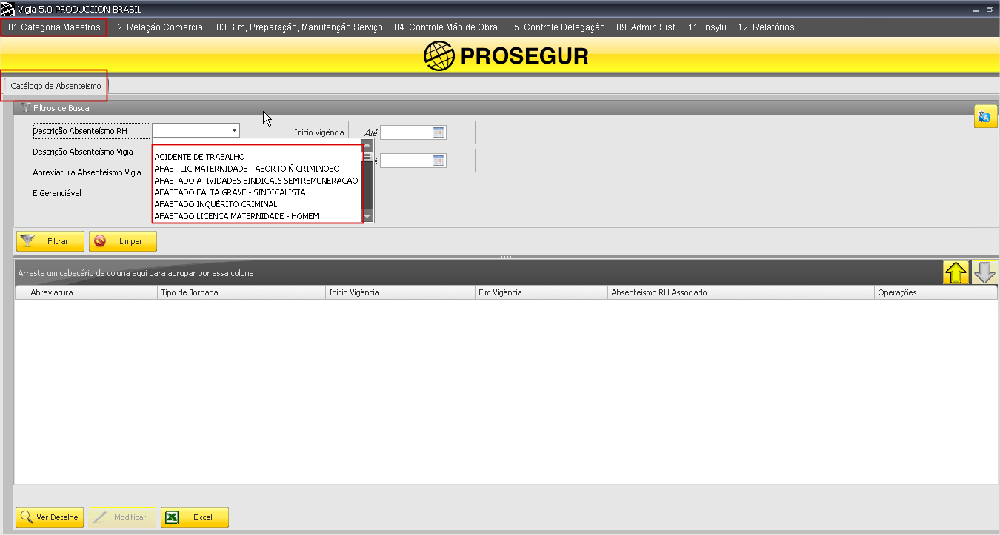 Vigia 5.0 PRODUCCION BRASIL
01.Categoria Maestros 02. Relação Comercial 03.Sim, Preparação, Manutenção Serviço 04. Controle Mão de Obra 05. Controle Delegação 09. Admin Sist. 11. Insytu 12. Relatórios
PROSEGUR
Catálogo de Absenteísmo
Filtros de Busca
Descrição Absenteísmo RH Início Vigência Até
Descrição Absenteísmo Vigia
Abreviatura Absenteísmo Vigia
É Gerenciável
ACIDENTE DE TRABALHO
AFAST LIC MATERNIDADE - ABORTO Ñ CRIMINOSO
AFASTADO ATIVIDADES SINDICAIS SEM REMUNERACAO
AFASTADO FALTA GRAVE - SINDICALISTA
AFASTADO INQUÉRITO CRIMINAL
AFASTADO LICENCA MATERNIDADE - HOMEM
Filtrar Limpar
Arraste um cabeçário de coluna aqui para agrupar por essa coluna
Abreviatura Tipo de Jornada Início Vigência Fim Vigência Absenteísmo RH Associado Operações
Ver Detalhe Modificar Excel